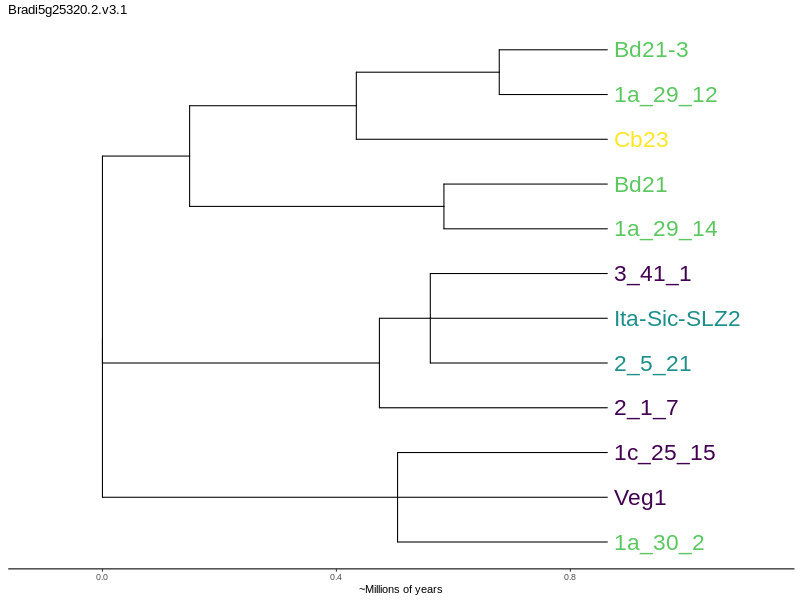 Bradi5g25320.2.v3.1
Bd21-3
1a_29_12
Cb23
Bd21
1a_29_14
3_41_1
Ita-Sic-SLZ2
2_5_21
2_1_7
1c_25_15
Veg1
1a_30_2
0.0 0.4 0.8
~Millions of years